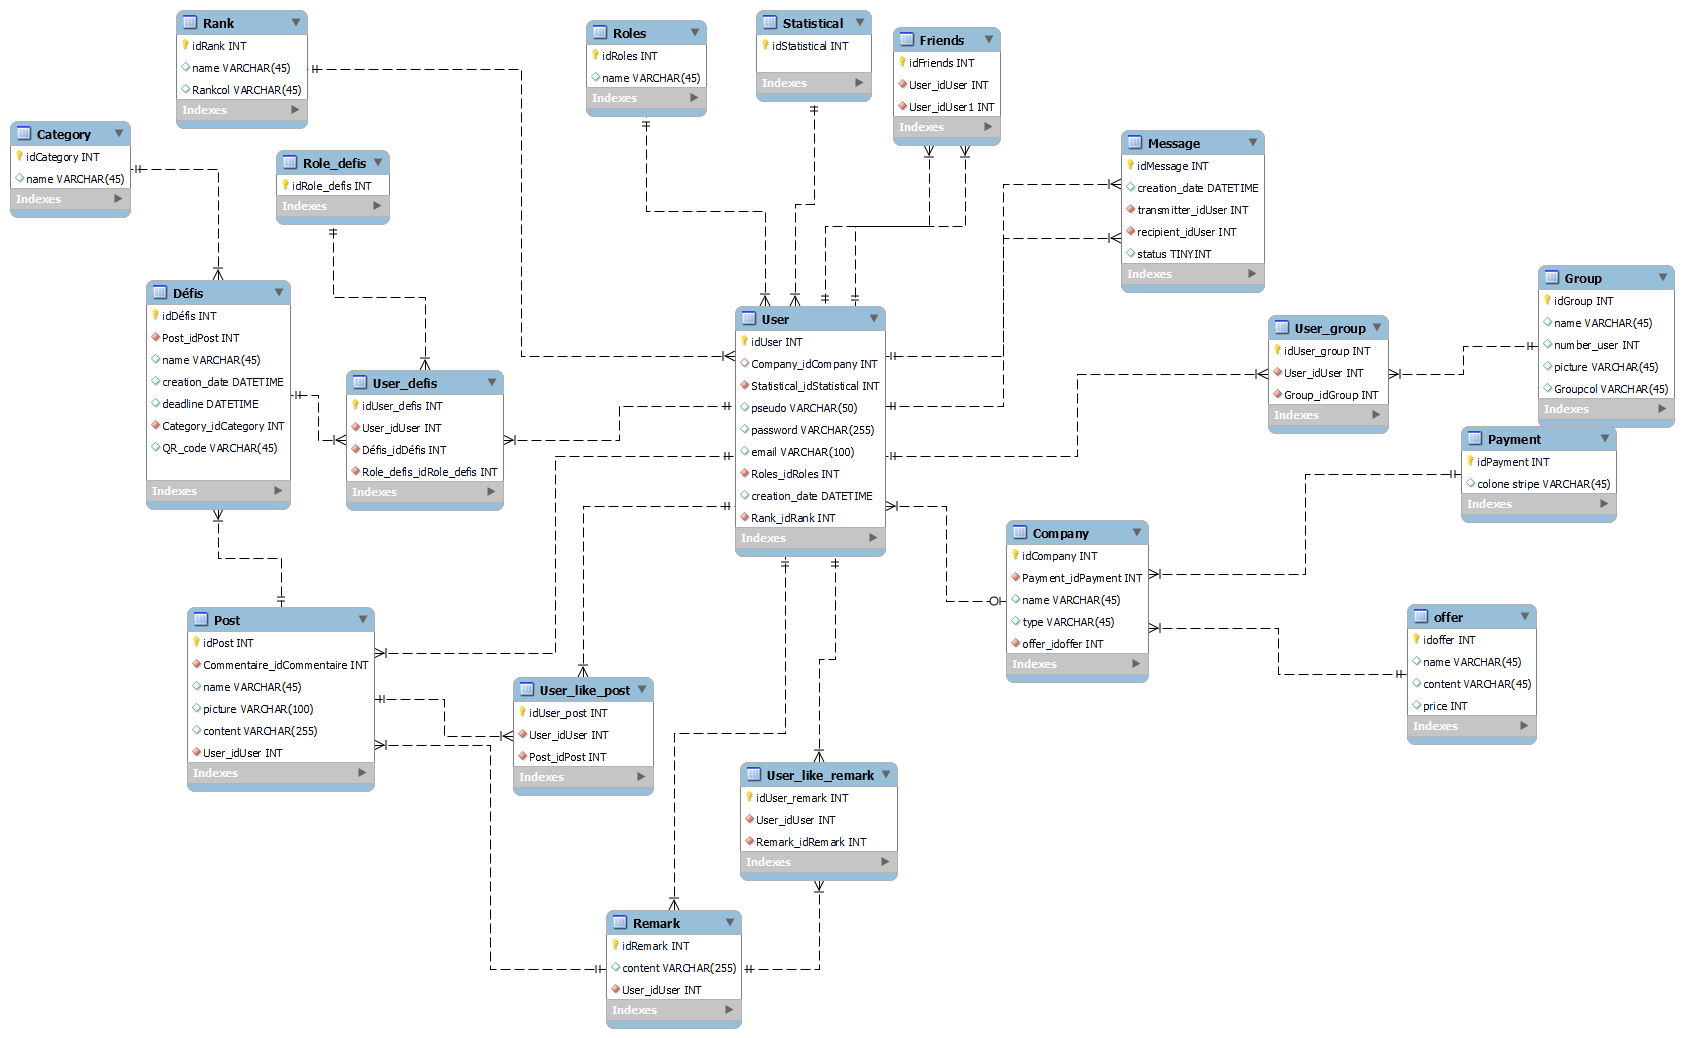 Rank
idRank INT
name VARCHAR(45)
Rankcol VARCHAR(45)
Indexes
Roles
idRoles INT
name VARCHAR(45)
Indexes
Statistical
idStatistical INT
Indexes
Friends
idFriends INT
User_idUser INT
User_idUser1 INT
Indexes
Category
idCategory INT
name VARCHAR(45)
Indexes
Role_defis
idRole_defis INT
Indexes
Message
idMessage INT
creation_date DATETIME
transmitter_idUser INT
recipient_idUser INT
status TINYINT
Indexes
Défis
idDéfis INT
Post_idPost INT
name VARCHAR(45)
creation_date DATETIME
deadline DATETIME
Category_idCategory INT
QR_code VARCHAR(45)
Indexes
User_defis
idUser_defis INT
User_idUser INT
Défis_idDéfis INT
Role_defis_idRole_defis INT
Indexes
User
idUser INT
Company_idCompany INT
Statistical_idStatistical INT
pseudo VARCHAR(50)
password VARCHAR(255)
email VARCHAR(100)
Roles_idRoles INT
creation_date DATETIME
Rank_idRank INT
Indexes
User_group
idUser_group INT
User_idUser INT
Group_idGroup INT
Indexes
Group
idGroup INT
name VARCHAR(45)
number_user INT
picture VARCHAR(45)
Groupcol VARCHAR(45)
Indexes
Payment
idPayment INT
colone stripe VARCHAR(45)
Indexes
Company
idCompany INT
Payment_idPayment INT
name VARCHAR(45)
type VARCHAR(45)
offer_idoffer INT
Indexes
offer
idoffer INT
name VARCHAR(45)
content VARCHAR(45)
price INT
Indexes
Post
idPost INT
Commentaire_idCommentaire INT
name VARCHAR(45)
picture VARCHAR(100)
content VARCHAR(255)
User_idUser INT
Indexes
User_like_post
idUser_post INT
User_idUser INT
Post_idPost INT
Indexes
User_like_remark
idUser_remark INT
User_idUser INT
Remark_idRemark INT
Indexes
Remark
idRemark INT
content VARCHAR(255)
User_idUser INT
Indexes